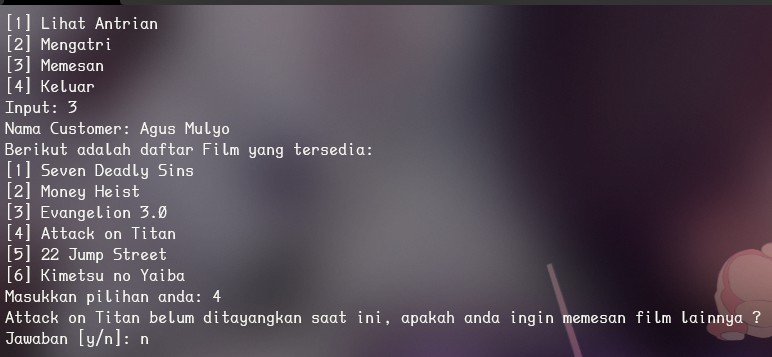 [1] Lihat Antrian
[2] Mengatri
[3] Memesan
[4] Keluar
Input: 3
Nama Customer: Agus Mulyo
Berikut adalah daftar Film yang tersedia:
[1] Seven Deadly Sins
[2] Money Heist
[3] Evangelion 3.0
[4] Attack on Titan
[5] 22 Jump Street
[6] Kimetsu no Yaiba
Masukkan pilihan anda: 4
Attack on Titan belum ditayangkan saat ini, apakah anda ingin memesan film lainnya ?
Jawaban [y/n]: n